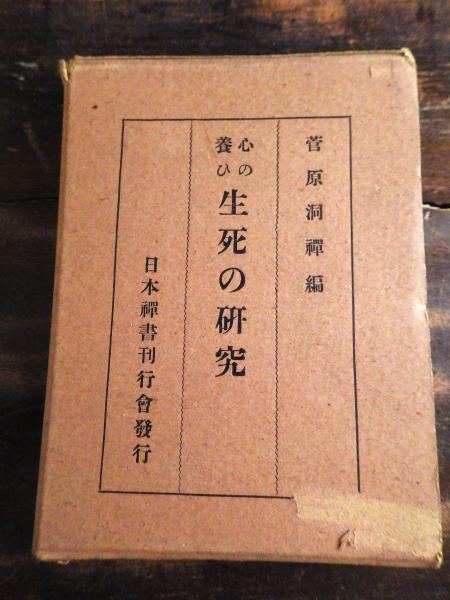 菅原洞禪編
心の養ひ
生死の研究
日本禪書刊行會發行